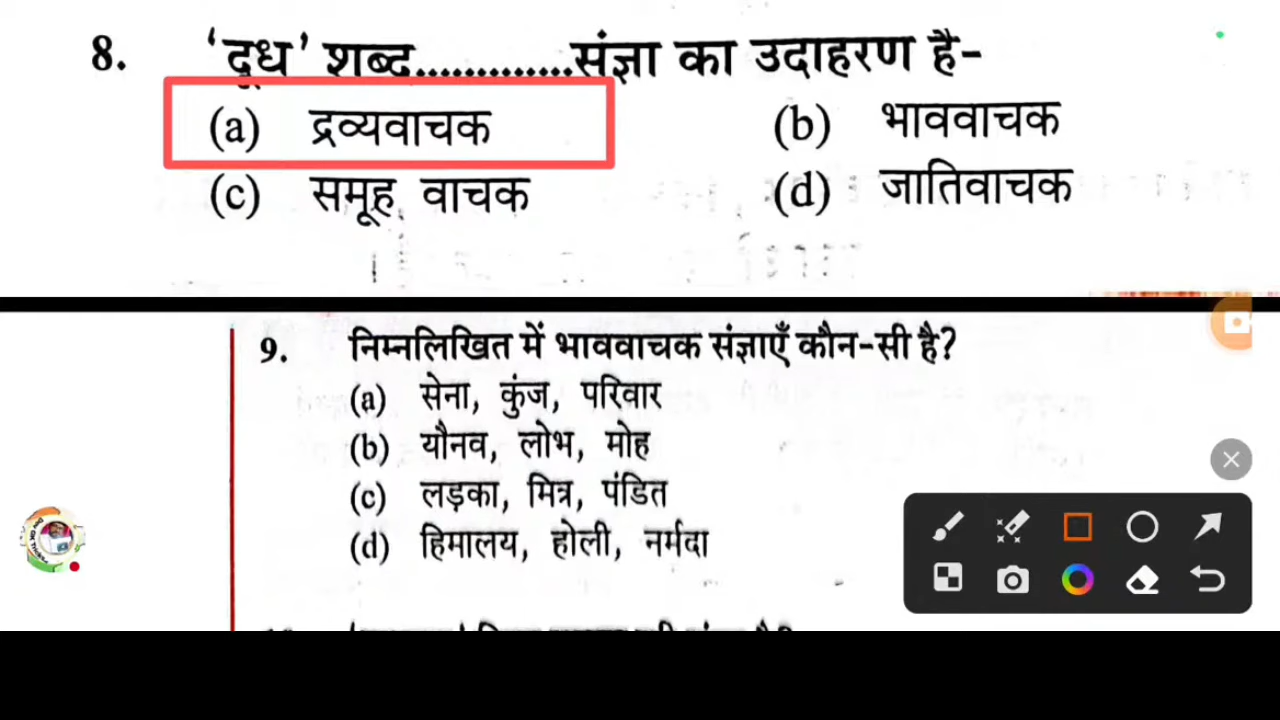 8. 'दूध' शब्द.............संज्ञा का उदाहरण है-
(a) द्रव्यवाचक (b) भाववाचक
(c) समूह वाचक (d) जातिवाचक
9. निम्नलिखित में भाववाचक संज्ञाएँ कौन-सी है?
(a) सेना, कुंज, परिवार
(b) यौनव, लोभ, मोह
(c) लड़का, मित्र, पंडित
(d) हिमालय, होली, नर्मदा